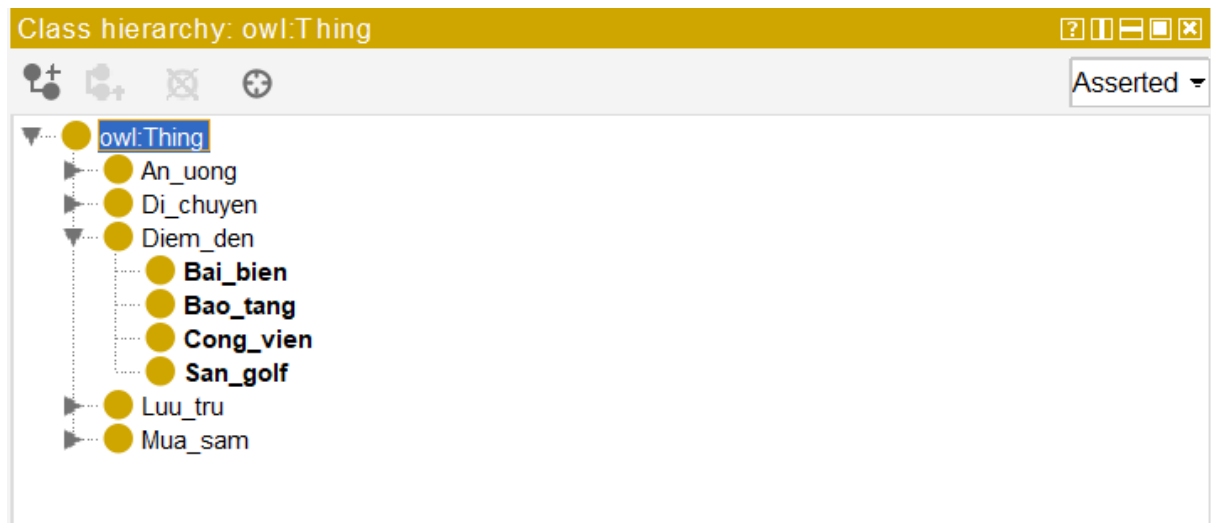 Class hierarchy: owl:Thing
Asserted
owl:Thing
An_uong
Di_chuyen
Diem_den
Bai_bien
Bao_tang
Cong_vien
San_golf
Luu_tru
Mua_sam